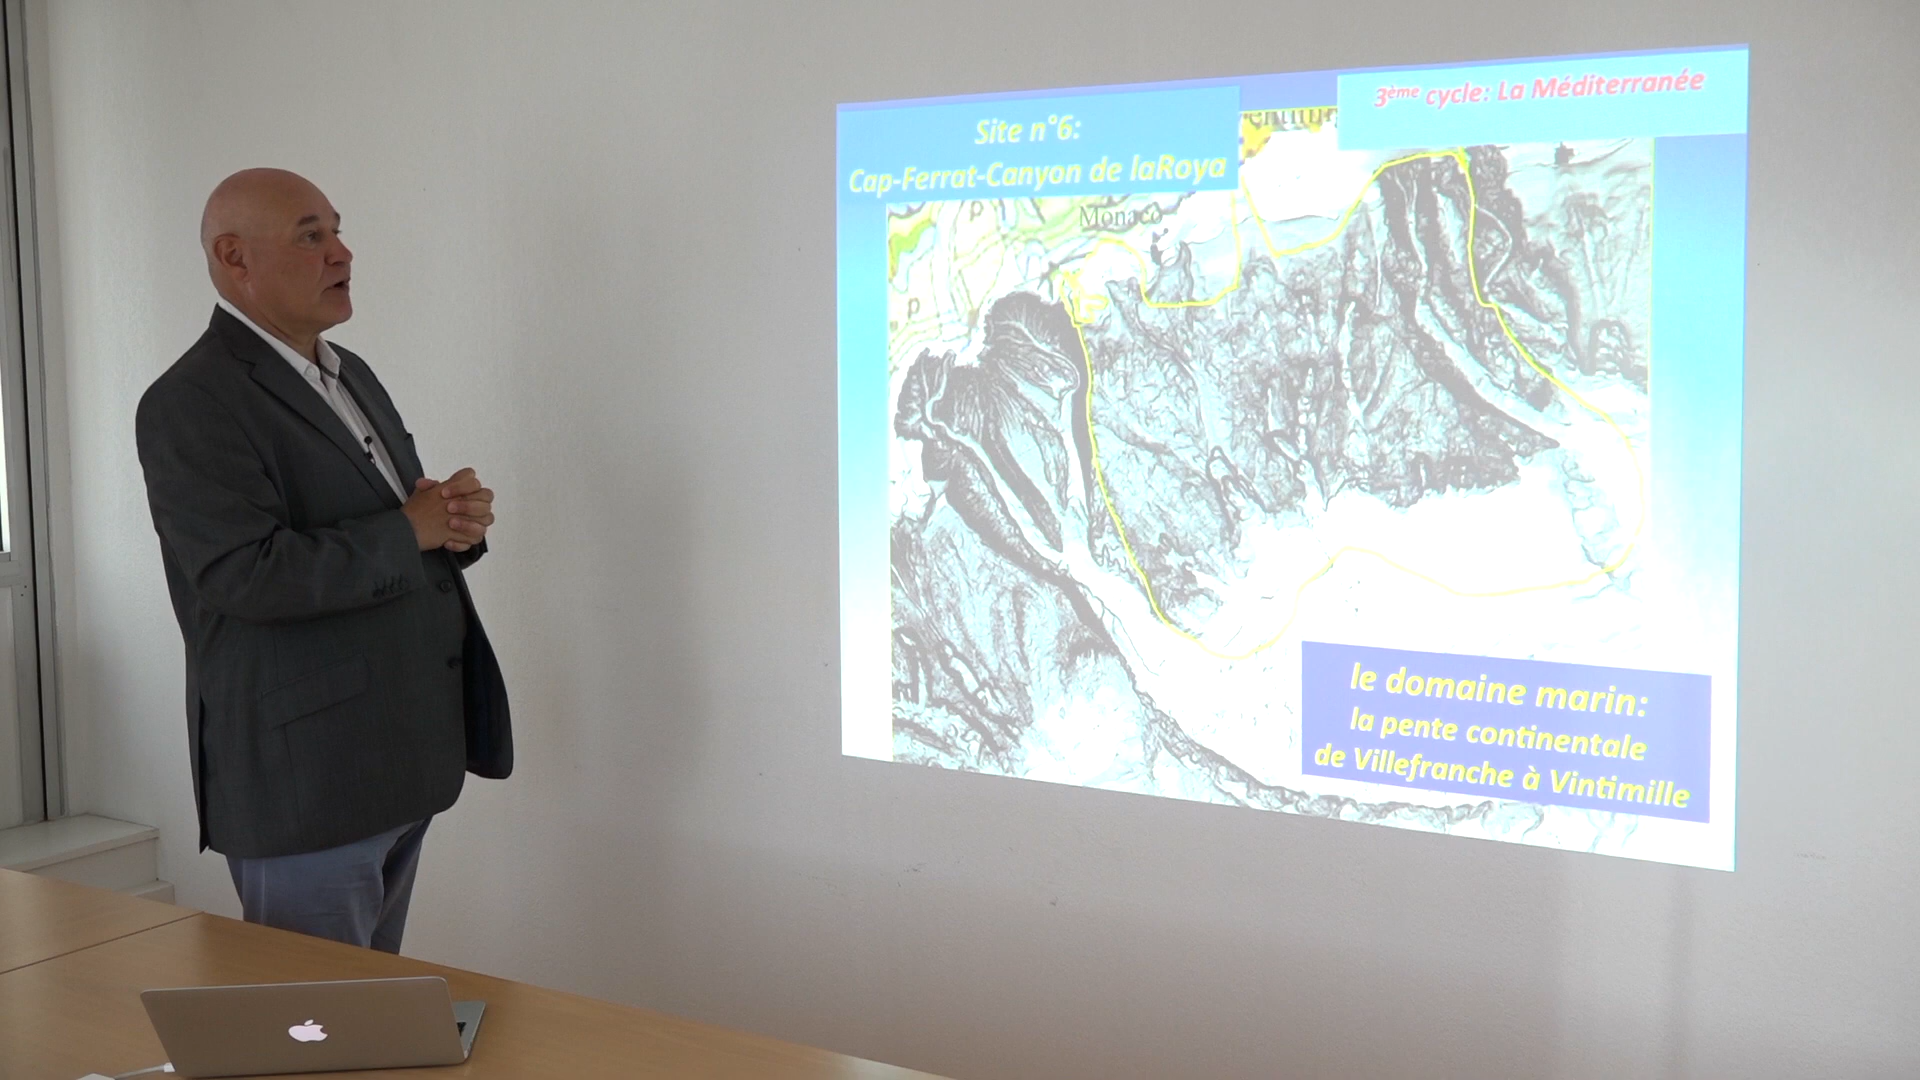 3ème cycle: La Méditerranée
Site n°6:
Cap-Ferrat-Canyon de laRoya
p
Monaco
p
le domaine marin:
la pente continentale
de Villefranche à Vintimille